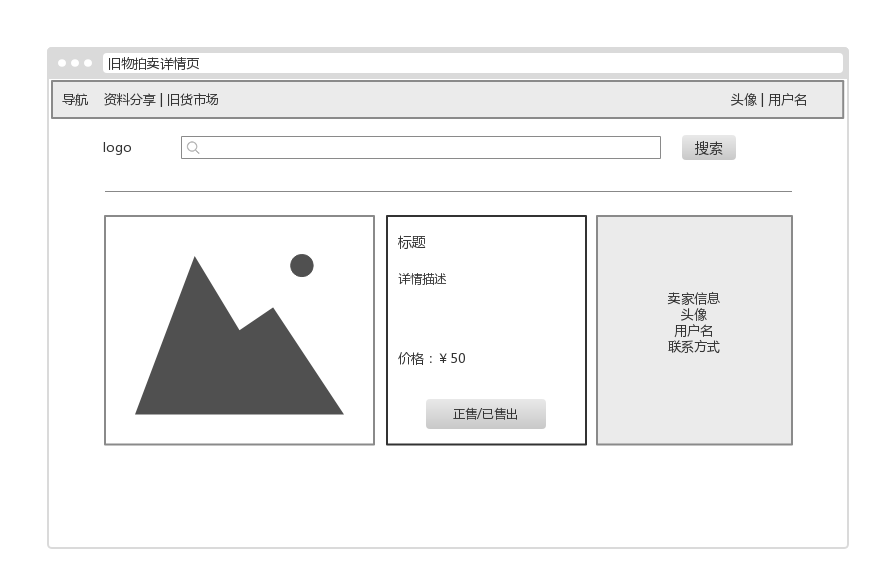 旧物拍卖详情页
导航 资料分享 | 旧货市场 头像 | 用户名
logo 搜索
标题
详情描述
价格：¥ 50
正售/已售出
卖家信息
头像
用户名
联系方式